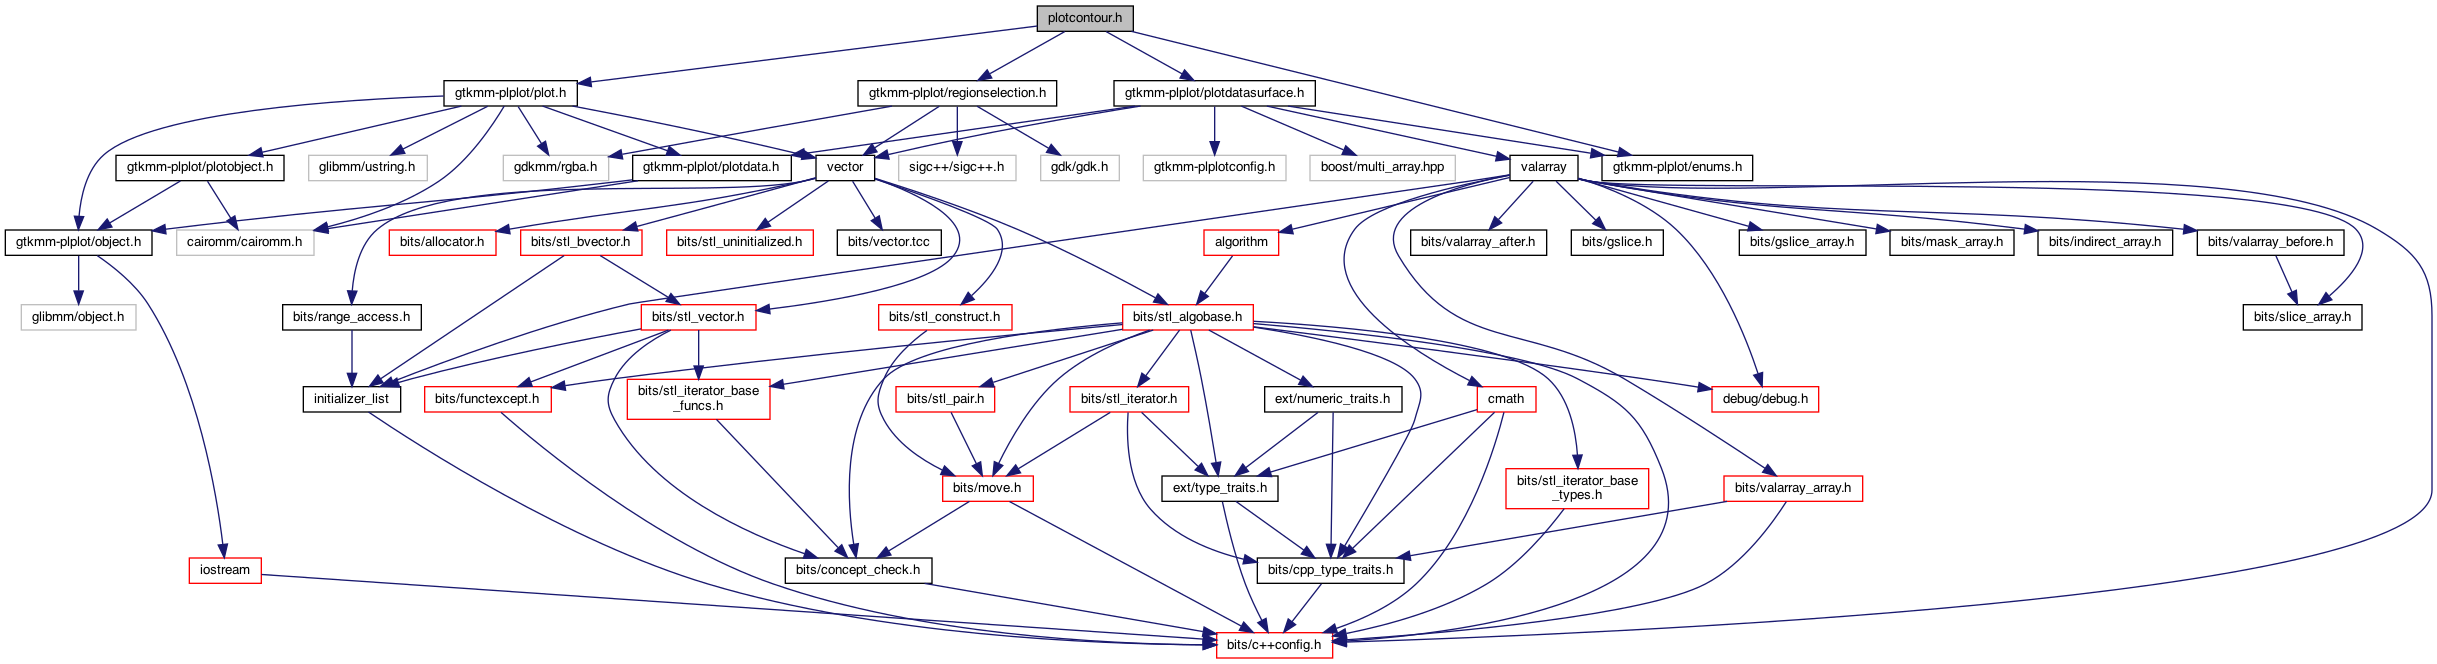 plotcontour.h
gtkmm-plplot/plot.h
gtkmm-plplot/regionselection.h
gtkmm-plplot/plotdatasurface.h
gtkmm-plplot/plotobject.h
glibmm/ustring.h
gdkmm/rgba.h
gtkmm-plplot/plotdata.h
vector
sigc++/sigc++.h
gdk/gdk.h
gtkmm-plplotconfig.h
boost/multi_array.hpp
valarray
gtkmm-plplot/enums.h
gtkmm-plplot/object.h
cairomm/cairomm.h
bits/allocator.h
bits/stl_bvector.h
bits/stl_uninitialized.h
bits/vector.tcc
algorithm
bits/valarray_after.h
bits/gslice.h
bits/gslice_array.h
bits/mask_array.h
bits/indirect_array.h
bits/valarray_before.h
glibmm/object.h
bits/range_access.h
bits/stl_vector.h
bits/stl_construct.h
bits/stl_algobase.h
bits/slice_array.h
initializer_list
bits/functexcept.h
bits/stl_iterator_base
_funcs.h
bits/stl_pair.h
bits/stl_iterator.h
ext/numeric_traits.h
cmath
debug/debug.h
bits/move.h
ext/type_traits.h
bits/stl_iterator_base
_types.h
bits/valarray_array.h
iostream
bits/concept_check.h
bits/cpp_type_traits.h
bits/c++config.h